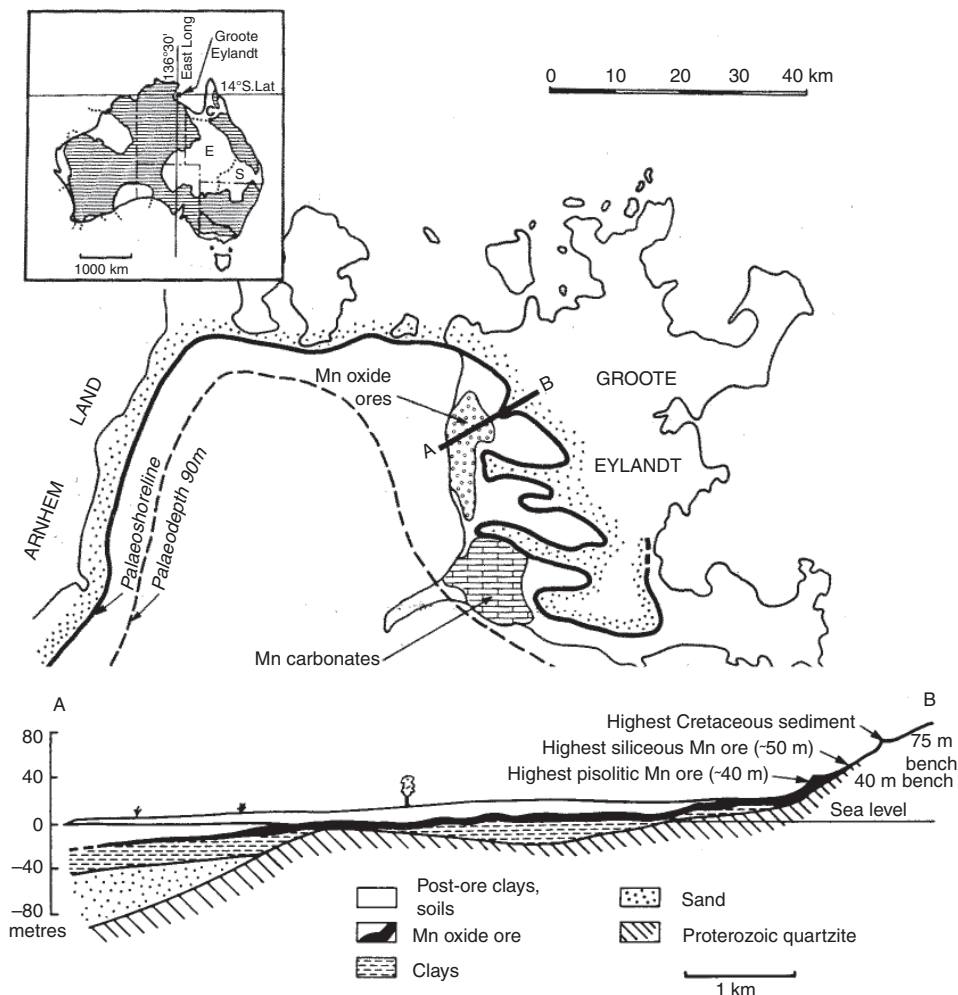 136°30'
East Long
Groote
Eylandt
14°S.Lat
C
E
S
1000 km
0 10 20 30 40 km
Mn oxide
ores
B
A
GROOTE
EYLANDT
ARNHEM LAND
Palaeoshoreline
Palaeodepth 90m
Mn carbonates
A
B
80
40
0
–40
–80
metres
Highest Cretaceous sediment
Highest siliceous Mn ore (~50 m)
Highest pisolitic Mn ore (~40 m)
75 m
bench
40 m bench
Sea level
Post-ore clays,
soils
Mn oxide ore
Clays
Sand
Proterozoic quartzite
1 km